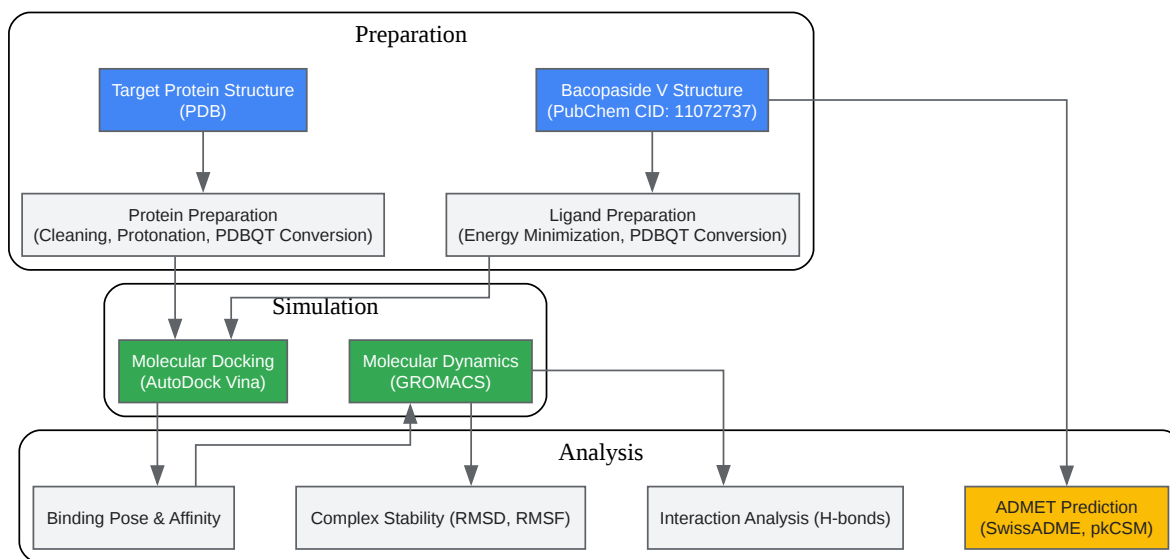 Preparation
Target Protein Structure
(PDB)
Bacopaside V Structure
(PubChem CID: 11072737)
Protein Preparation
(Cleaning, Protonation, PDBQT Conversion)
Ligand Preparation
(Energy Minimization, PDBQT Conversion)
Simulation
Molecular Docking
(AutoDock Vina)
Molecular Dynamics
(GROMACS)
Analysis
Binding Pose & Affinity
Complex Stability (RMSD, RMSF)
Interaction Analysis (H-bonds)
ADMET Prediction
(SwissADME, pkCSM)